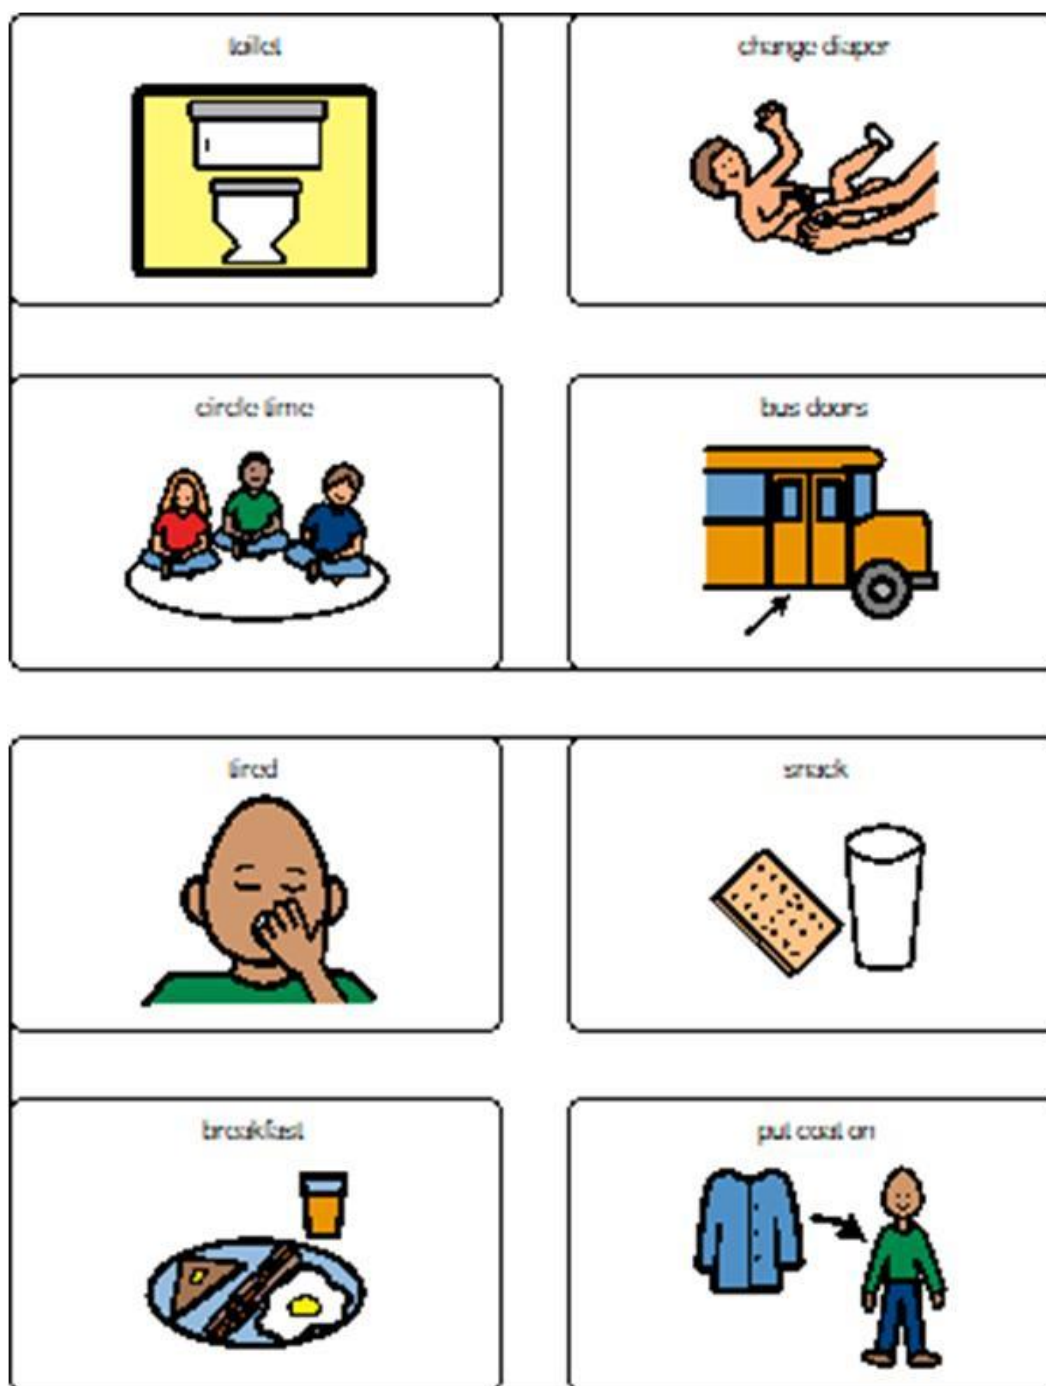 toilet
change diaper
circle time
bus doors
tired
snack
breakfast
put coat on